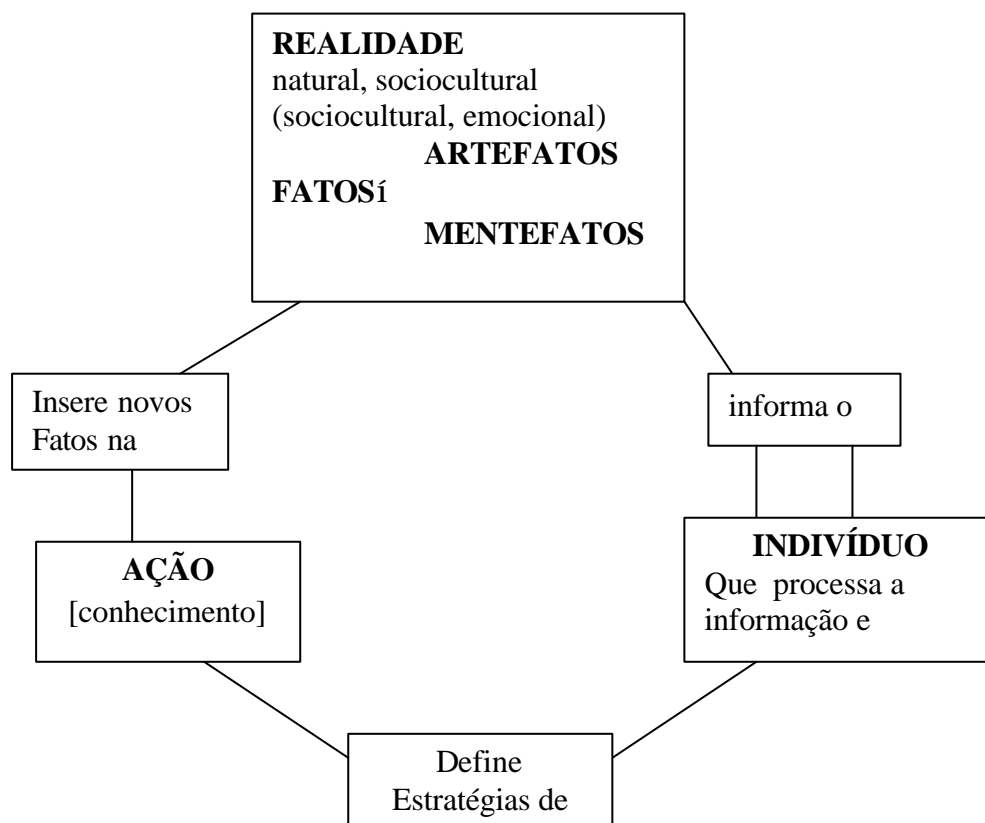 REALIDADE
natural, sociocultural
(sociocultural, emocional)
ARTEFATOS
FATOSí
MENTEFATOS
Insere novos
Fatos na
informa o
AÇÃO
[conhecimento]
INDIVÍDUO
Que processa a
informação e
Define
Estratégias de